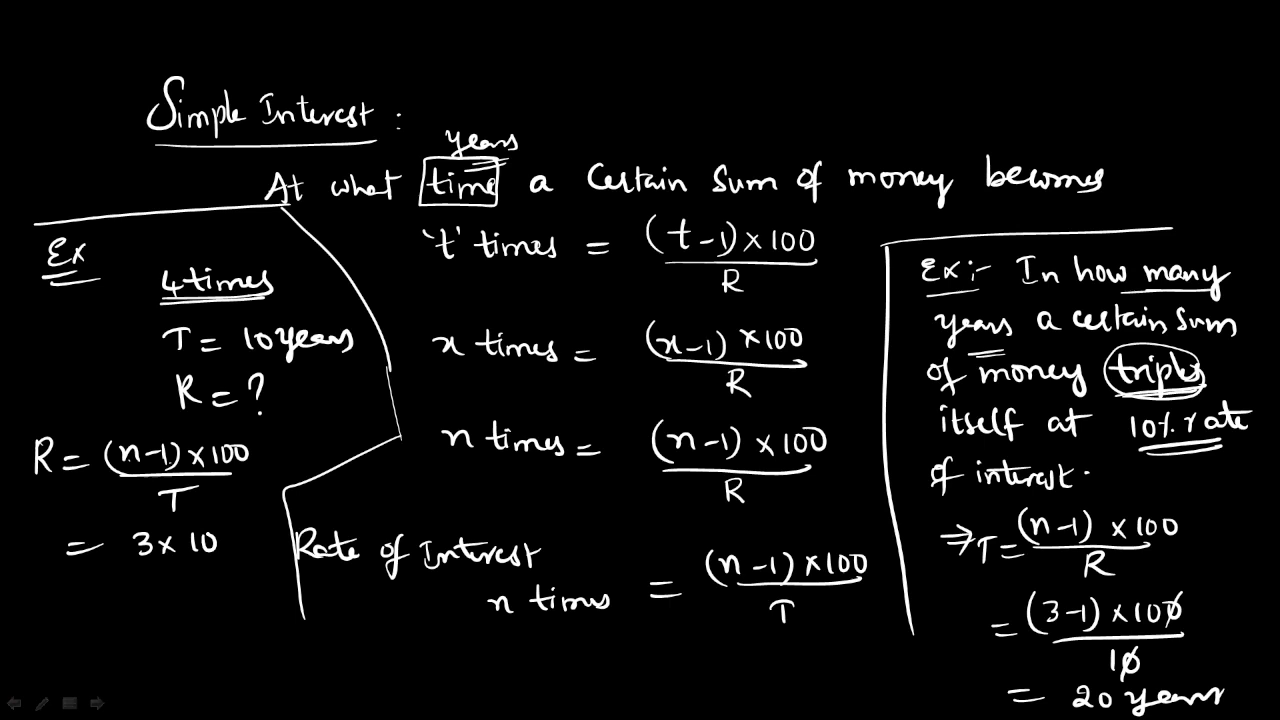 Simple Interest :
years
At what time a certain sum of money becomes
't' times = (t-1)×100
R
x times = (x-1)×100
R
n times = (n-1)×100
R
Rate of Interest
n times = (n-1)×100
T
Ex
4 times
T = 10 years
R = ?
R = (n-1)×100
T
= 3×10
Ex:- In how many
years a certain sum
of money triples
itself at 10% rate
of interest.
⇒ T = (n-1)×100
R
= (3-1)×100
10
= 20 years